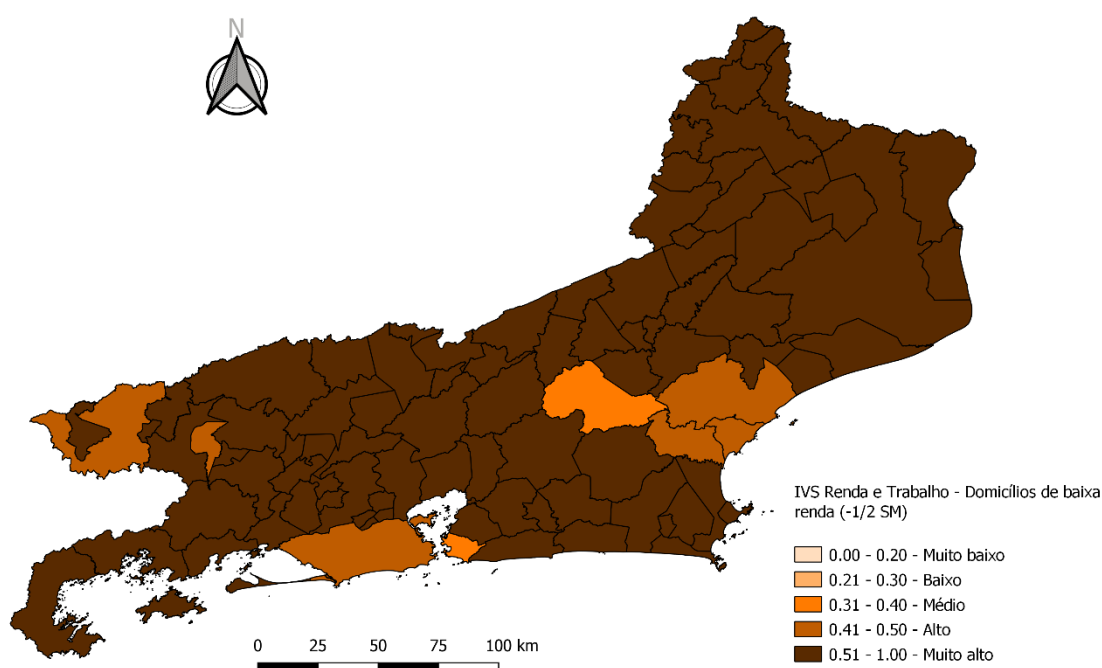 N
IVS Renda e Trabalho - Domicílios de baixa
renda (-1/2 SM)
0.00 - 0.20 - Muito baixo
0.21 - 0.30 - Baixo
0.31 - 0.40 - Médio
0.41 - 0.50 - Alto
0.51 - 1.00 - Muito alto
0 25 50 75 100 km